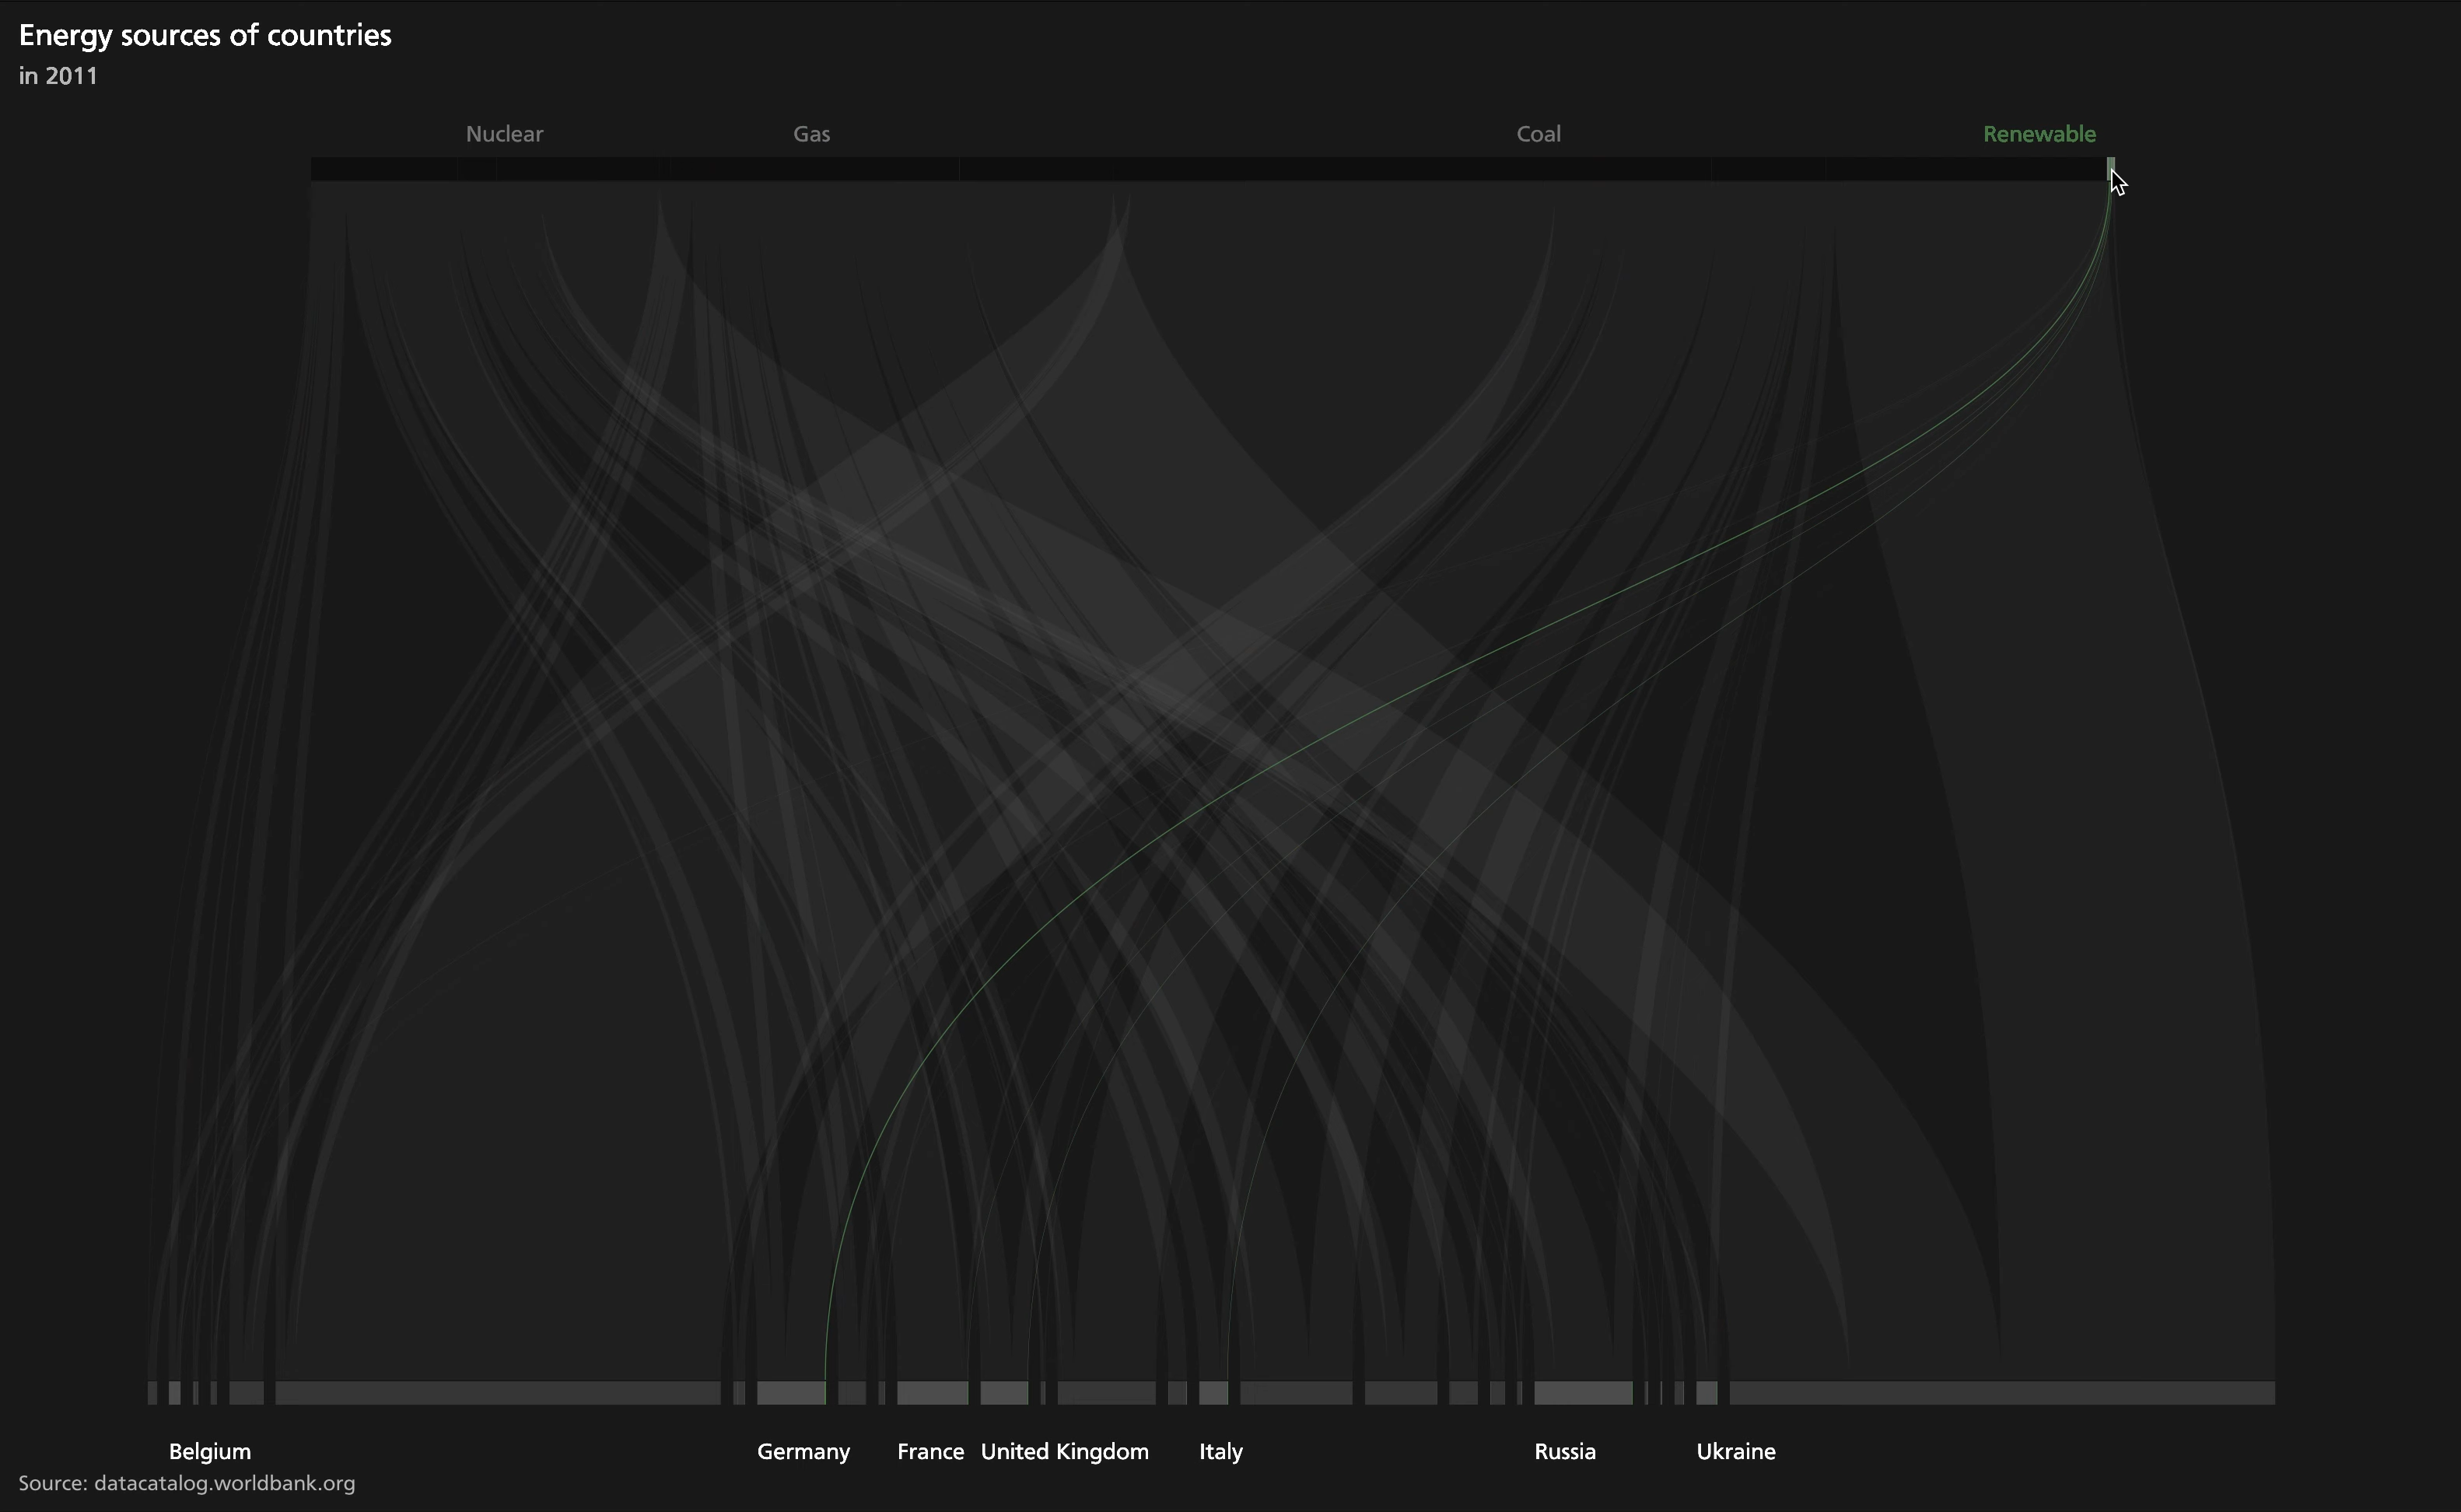 Energy sources of countries
in 2011
Nuclear Gas Coal Renewable
Belgium Germany France United Kingdom Italy Russia Ukraine
Source: datacatalog.worldbank.org